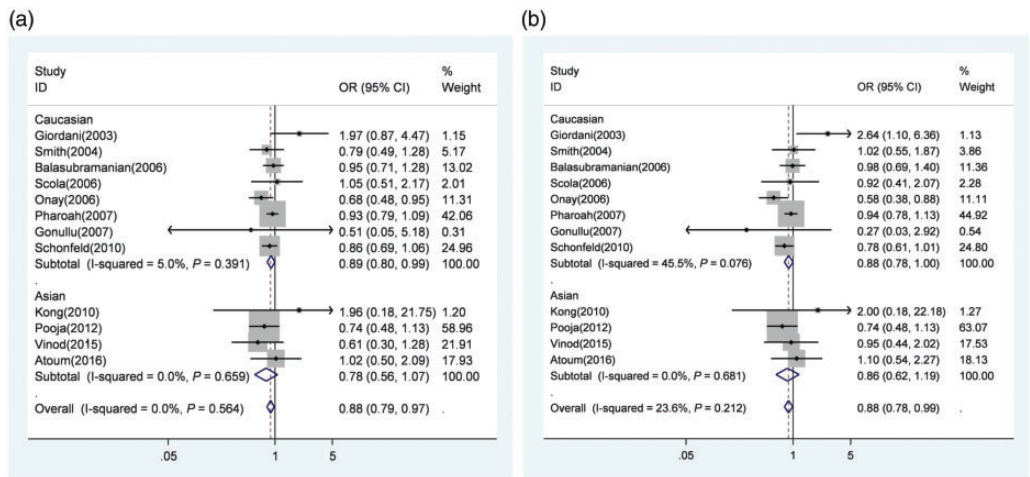 (a)
Study %
ID OR (95% CI) Weight
Caucasian
Giordani(2003) 1.97 (0.87, 4.47) 1.15
Smith(2004) 0.79 (0.49, 1.28) 5.17
Balasubramanian(2006) 0.95 (0.71, 1.28) 13.02
Scola(2006) 1.05 (0.51, 2.17) 2.01
Onay(2006) 0.68 (0.48, 0.95) 11.31
Pharoah(2007) 0.93 (0.79, 1.09) 42.06
Gonullu(2007) 0.51 (0.05, 5.18) 0.31
Schonfeld(2010) 0.86 (0.69, 1.06) 24.96
Subtotal (I-squared = 5.0%, P = 0.391) 0.89 (0.80, 0.99) 100.00
.
Asian
Kong(2010) 1.96 (0.18, 21.75) 1.20
Pooja(2012) 0.74 (0.48, 1.13) 58.96
Vinod(2015) 0.61 (0.30, 1.28) 21.91
Atoum(2016) 1.02 (0.50, 2.09) 17.93
Subtotal (I-squared = 0.0%, P = 0.659) 0.78 (0.56, 1.07) 100.00
.
Overall (I-squared = 0.0%, P = 0.564) 0.88 (0.79, 0.97) .
.05 1 5
(b)
Study %
ID OR (95% CI) Weight
Caucasian
Giordani(2003) 2.64 (1.10, 6.36) 1.13
Smith(2004) 1.02 (0.55, 1.87) 3.86
Balasubramanian(2006) 0.98 (0.69, 1.40) 11.36
Scola(2006) 0.92 (0.41, 2.07) 2.28
Onay(2006) 0.58 (0.38, 0.88) 11.11
Pharoah(2007) 0.94 (0.78, 1.13) 44.92
Gonullu(2007) 0.27 (0.03, 2.92) 0.54
Schonfeld(2010) 0.78 (0.61, 1.01) 24.80
Subtotal (I-squared = 45.5%, P = 0.076) 0.88 (0.78, 1.00) 100.00
.
Asian
Kong(2010) 2.00 (0.18, 22.18) 1.27
Pooja(2012) 0.74 (0.48, 1.13) 63.07
Vinod(2015) 0.95 (0.44, 2.02) 17.53
Atoum(2016) 1.10 (0.54, 2.27) 18.13
Subtotal (I-squared = 0.0%, P = 0.681) 0.86 (0.62, 1.19) 100.00
.
Overall (I-squared = 23.6%, P = 0.212) 0.88 (0.78, 0.99) .
.05 1 5